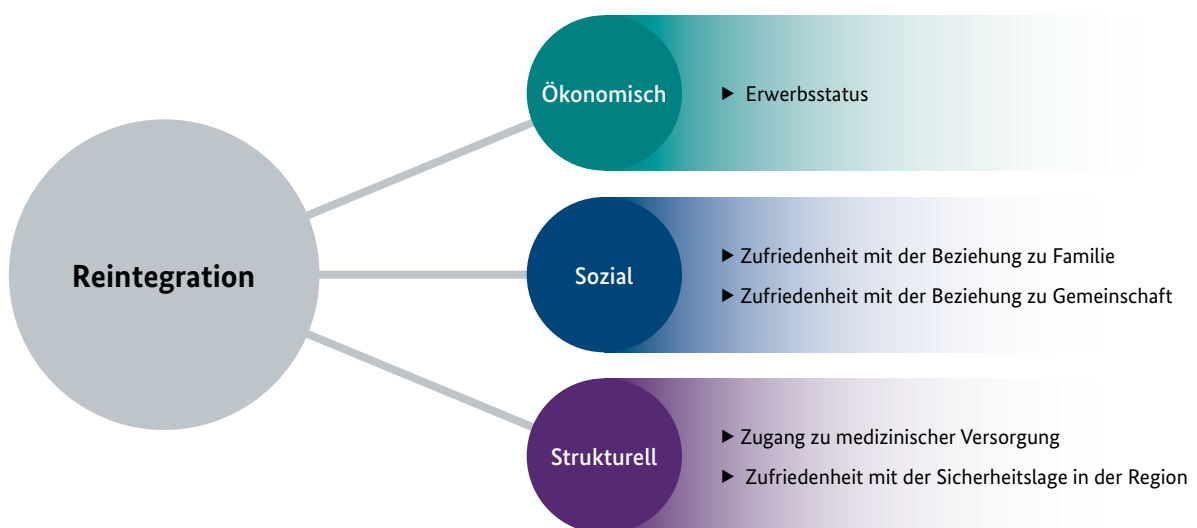 Reintegration
Ökonomisch
▶ Erwerbsstatus
Sozial
▶ Zufriedenheit mit der Beziehung zu Familie
▶ Zufriedenheit mit der Beziehung zu Gemeinschaft
Strukturell
▶ Zugang zu medizinischer Versorgung
▶ Zufriedenheit mit der Sicherheitslage in der Region